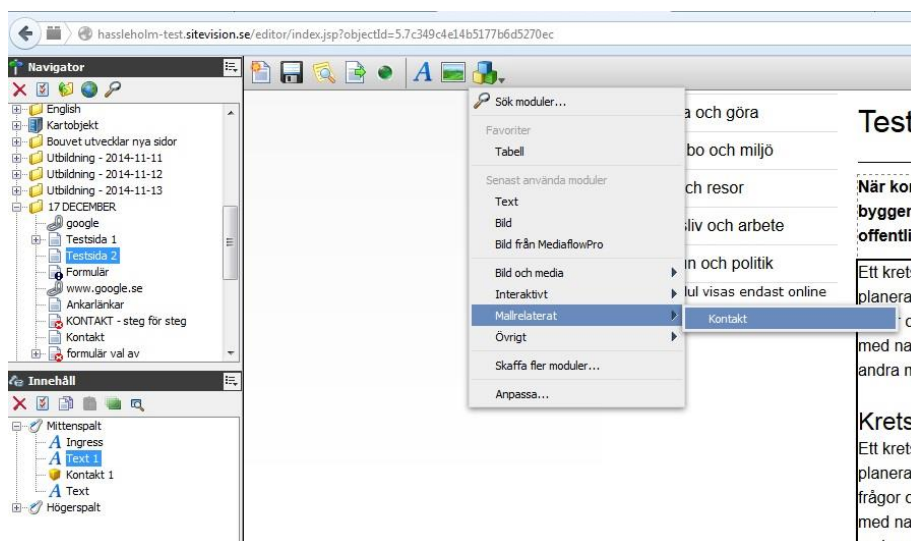 hassleholm-test.sitevision.se/editor/index.jsp?objectId=5.7c349c4e14b5177b6d5270ec
Navigator
English
Kartobjekt
Bouvet utvecklar nya sidor
Utbildning - 2014-11-11
Utbildning - 2014-11-12
Utbildning - 2014-11-13
17 DECEMBER
google
Testsida 1
Testsida 2
Formulär
www.google.se
Ankarlänkar
KONTAKT - steg för steg
Kontakt
formulär val av
Innehåll
Mittenspalt
Ingress
Text 1
Kontakt 1
Text
Högerspalt
A
Sök moduler...
Favoriter
Tabell
Senast använda moduler
Text
Bild
Bild från MediaflowPro
Bild och media
Interaktivt
Mallrelaterat
Kontakt
Övrigt
Skaffa fler moduler...
Anpassa...
a och göra
bo och miljö
ch resor
liv och arbete
n och politik
ul visas endast online
Test
När kor
bygger
offentli
Ett krets
planera
r o
med na
andra n
Krets
Ett krets
planera
frågor o
med na